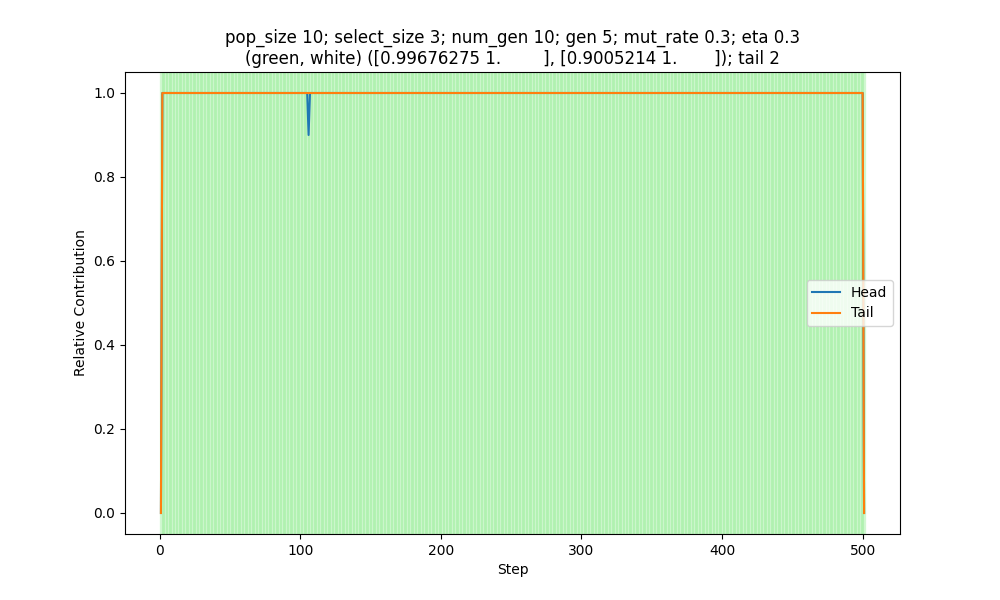 pop_size 10; select_size 3; num_gen 10; gen 5; mut_rate 0.3; eta 0.3
(green, white) ([0.99676275 1.        ], [0.9005214 1.        ]); tail 2
1.0
0.8
0.6
0.4
0.2
0.0
Relative Contribution
Head
Tail
0
100
200
300
400
500
Step